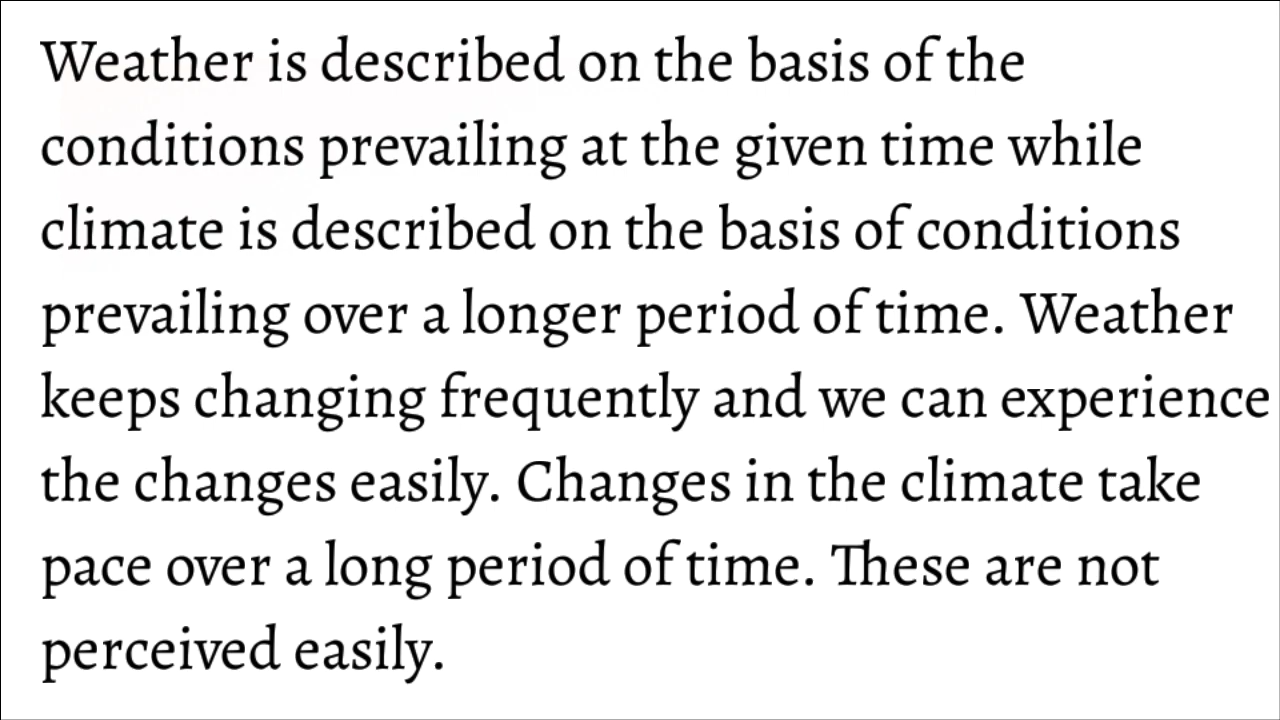 Weather is described on the basis of the
conditions prevailing at the given time while
climate is described on the basis of conditions
prevailing over a longer period of time. Weather
keeps changing frequently and we can experience
the changes easily. Changes in the climate take
pace over a long period of time. These are not
perceived easily.